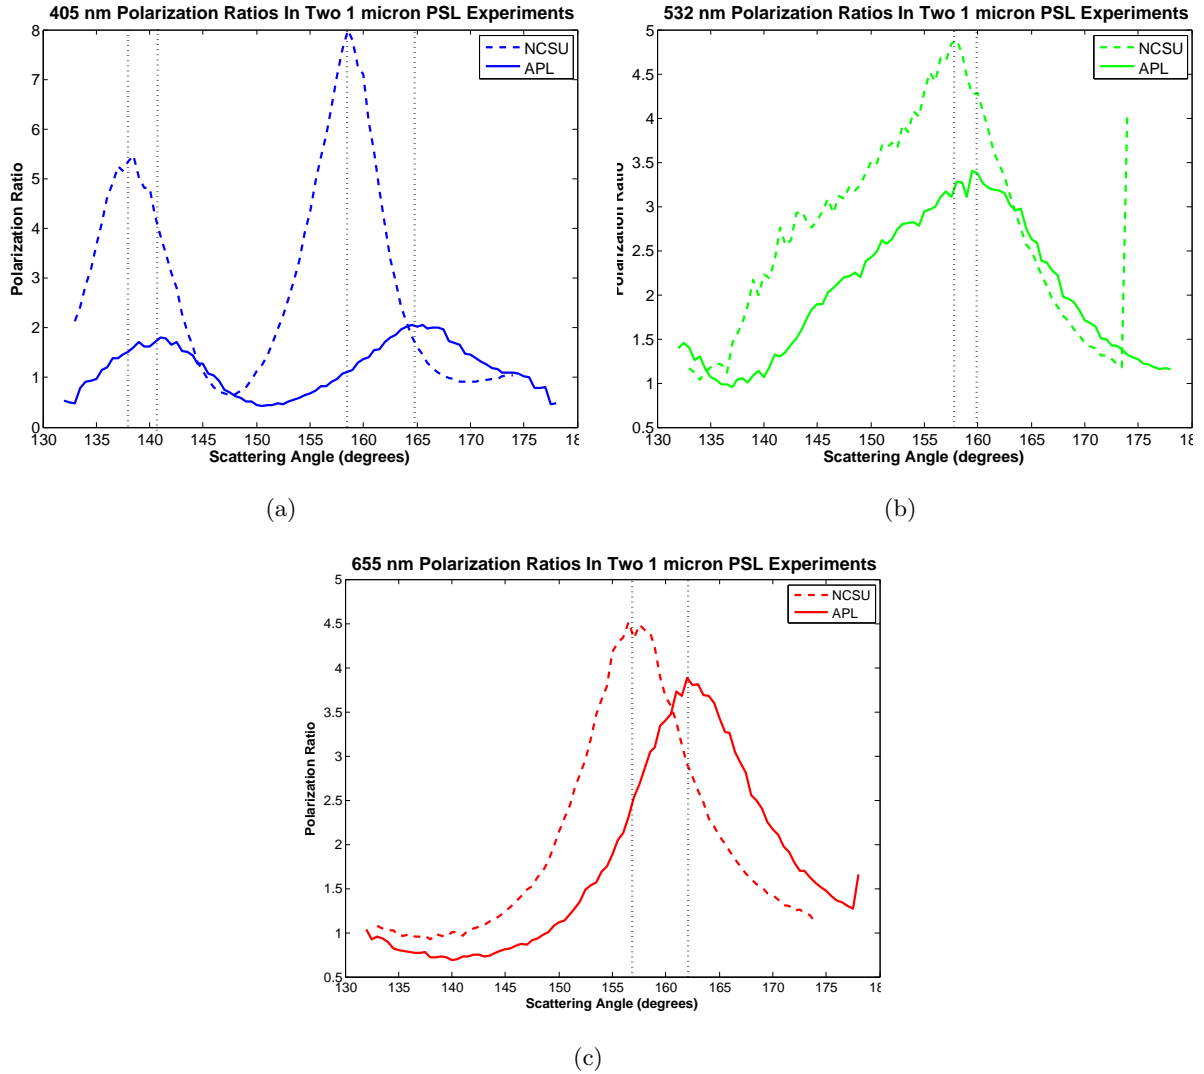 405 nm Polarization Ratios In Two 1 micron PSL Experiments
8
7
6
5
4
3
2
1
0
Polarization Ratio
NCSU
APL
130 135 140 145 150 155 160 165 170 175 18
Scattering Angle (degrees)
(a)
532 nm Polarization Ratios In Two 1 micron PSL Experiments
5
4.5
4
3.5
3
2.5
2
1.5
1
0.5
Polarization Ratio
NCSU
APL
130 135 140 145 150 155 160 165 170 175 18
Scattering Angle (degrees)
(b)
655 nm Polarization Ratios In Two 1 micron PSL Experiments
5
4.5
4
3.5
3
2.5
2
1.5
1
0.5
Polarization Ratio
NCSU
APL
130 135 140 145 150 155 160 165 170 175 18
Scattering Angle (degrees)
(c)